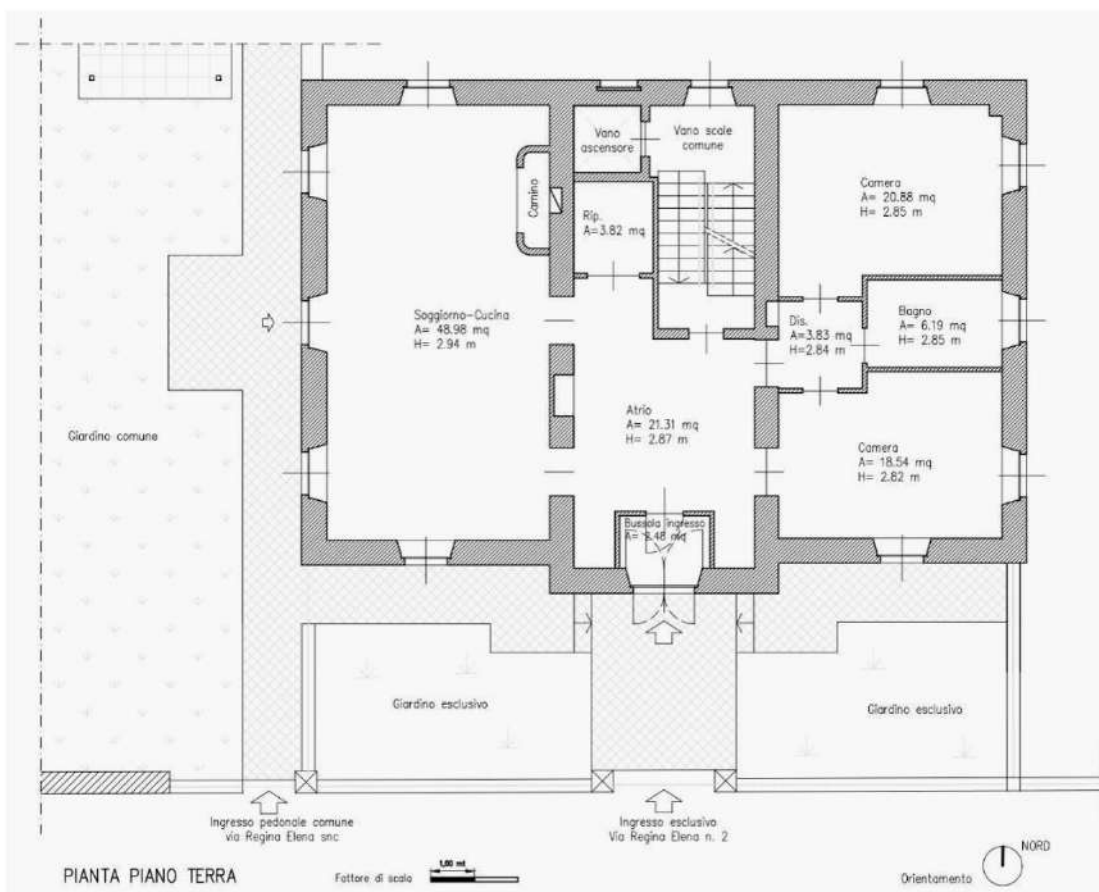 Vano
ascensore
Vano scale
comune
Camera
A= 20.88 mq
H= 2.85 m
Camino
Rip.
A=3.82 mq
Soggiorno-Cucina
A= 48.98 mq
H= 2.94 m
Dis.
A=3.83 mq
H=2.84 m
Bagno
A= 6.19 mq
H= 2.85 m
Giardino comune
Atrio
A= 21.31 mq
H= 2.87 m
Camera
A= 18.54 mq
H= 2.82 m
Bussola ingresso
A= .48 mq
Giardino esclusivo
Giardino esclusivo
Ingresso pedonale comune
via Regina Elena snc
Ingresso esclusivo
Via Regina Elena n. 2
PIANTA PIANO TERRA
Fattore di scala
1,00 mt
Orientamento
NORD